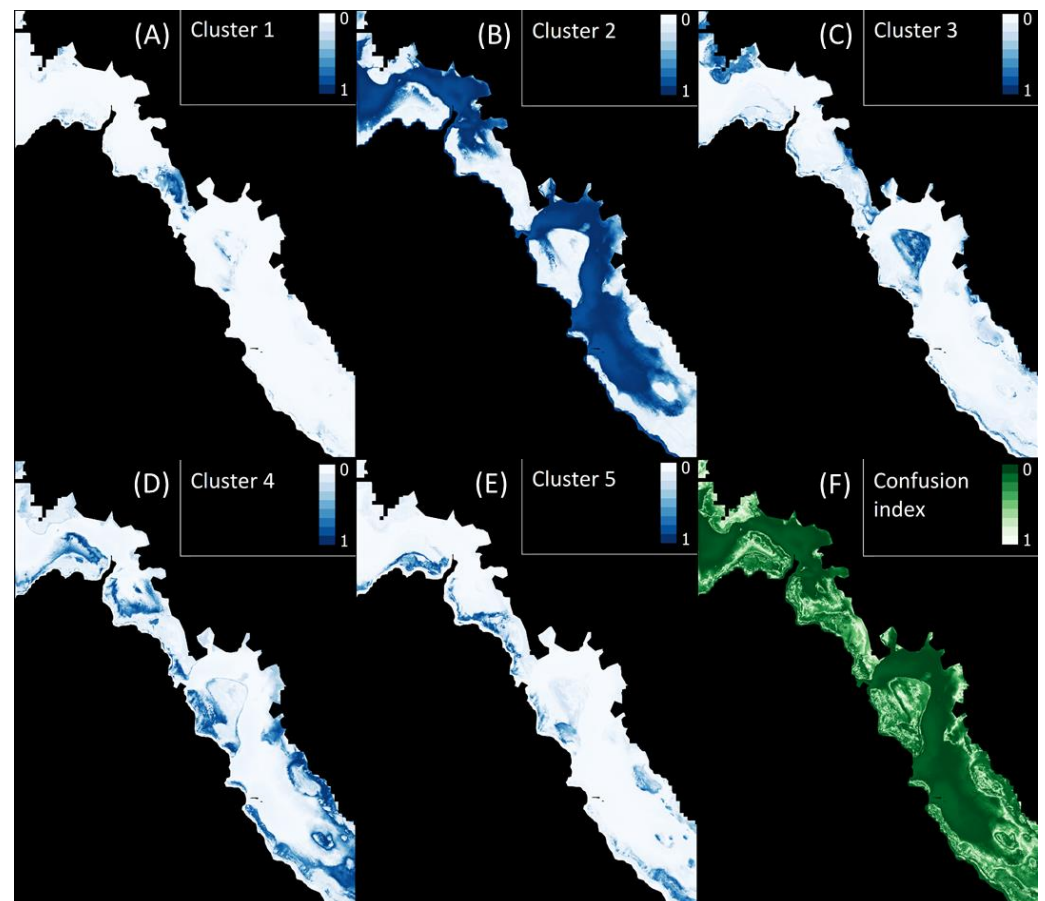 (A) Cluster 1 0
1
(B) Cluster 2 0
1
(C) Cluster 3 0
1
(D) Cluster 4 0
1
(E) Cluster 5 0
1
(F) Confusion 0
index
1